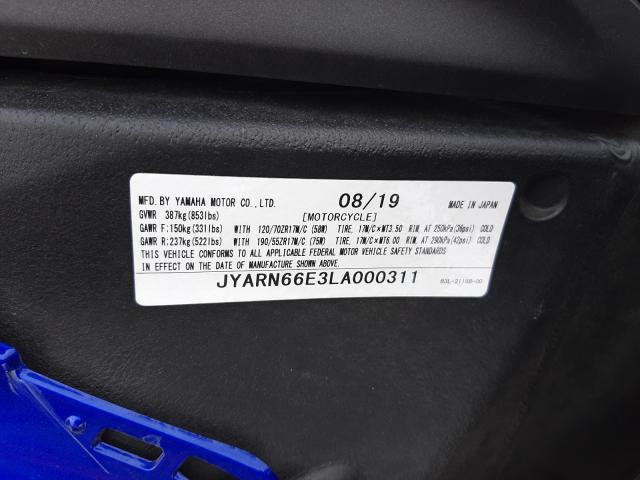 MFD. BY YAMAHA MOTOR CO., LTD. 08/19 MADE IN JAPAN
GVWR 387kg(853lbs) [MOTORCYCLE]
GAWR F:150kg(331lbs) WITH 120/70ZR17M/C (58W) TIRE, 17M/C×MT3.50 RIM, AT 250kPa(36psi) COLD
GAWR R:237kg(522lbs) WITH 190/55ZR17M/C (75W) TIRE, 17M/C×MT6.00 RIM, AT 290kPa(42psi) COLD
THIS VEHICLE CONFORMS TO ALL APPLICABLE FEDERAL MOTOR VEHICLE SAFETY STANDARDS
IN EFFECT ON THE DATE OF MANUFACTURE SHOWN ABOVE.
JYARN66E3LA000311